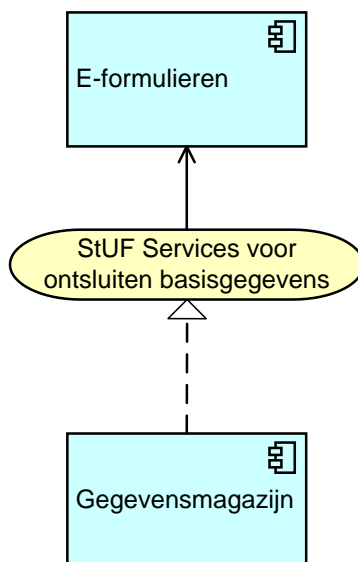 E-formulieren
StUF Services voor
ontsluiten basisgegevens
Gegevensmagazijn